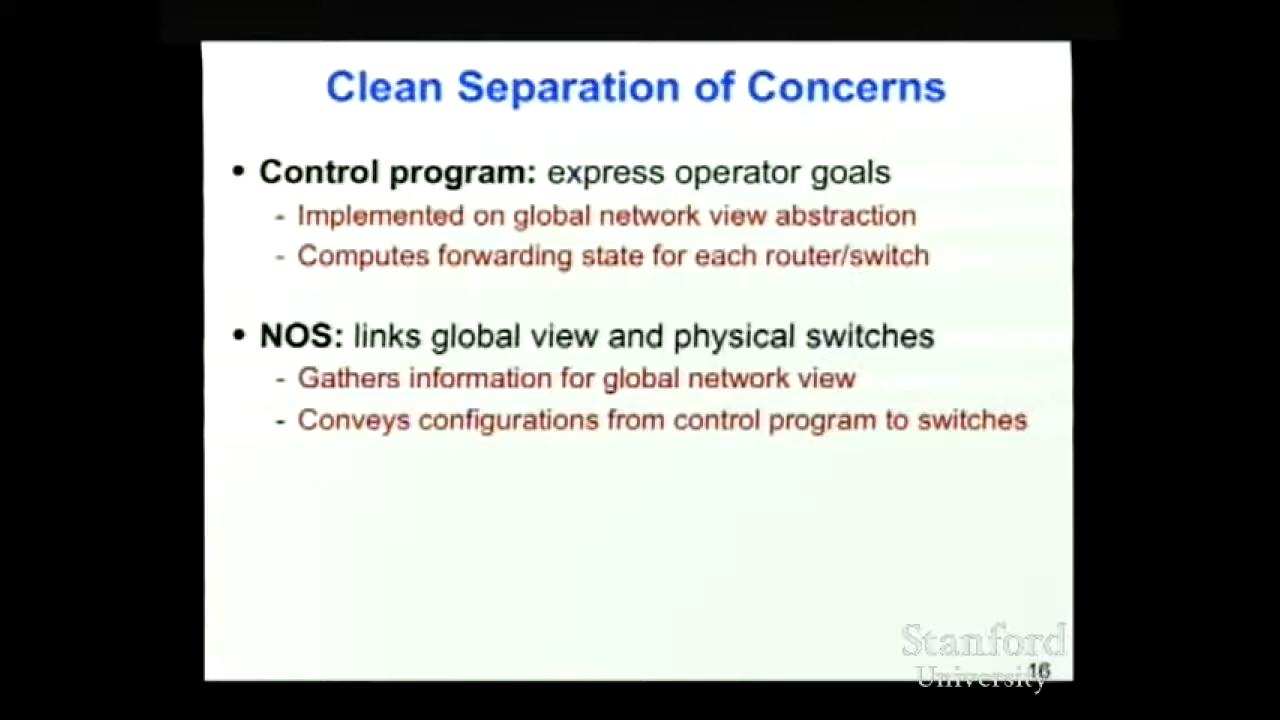 Clean Separation of Concerns
• Control program: express operator goals
- Implemented on global network view abstraction
- Computes forwarding state for each router/switch
• NOS: links global view and physical switches
- Gathers information for global network view
- Conveys configurations from control program to switches
Stanford
University
16